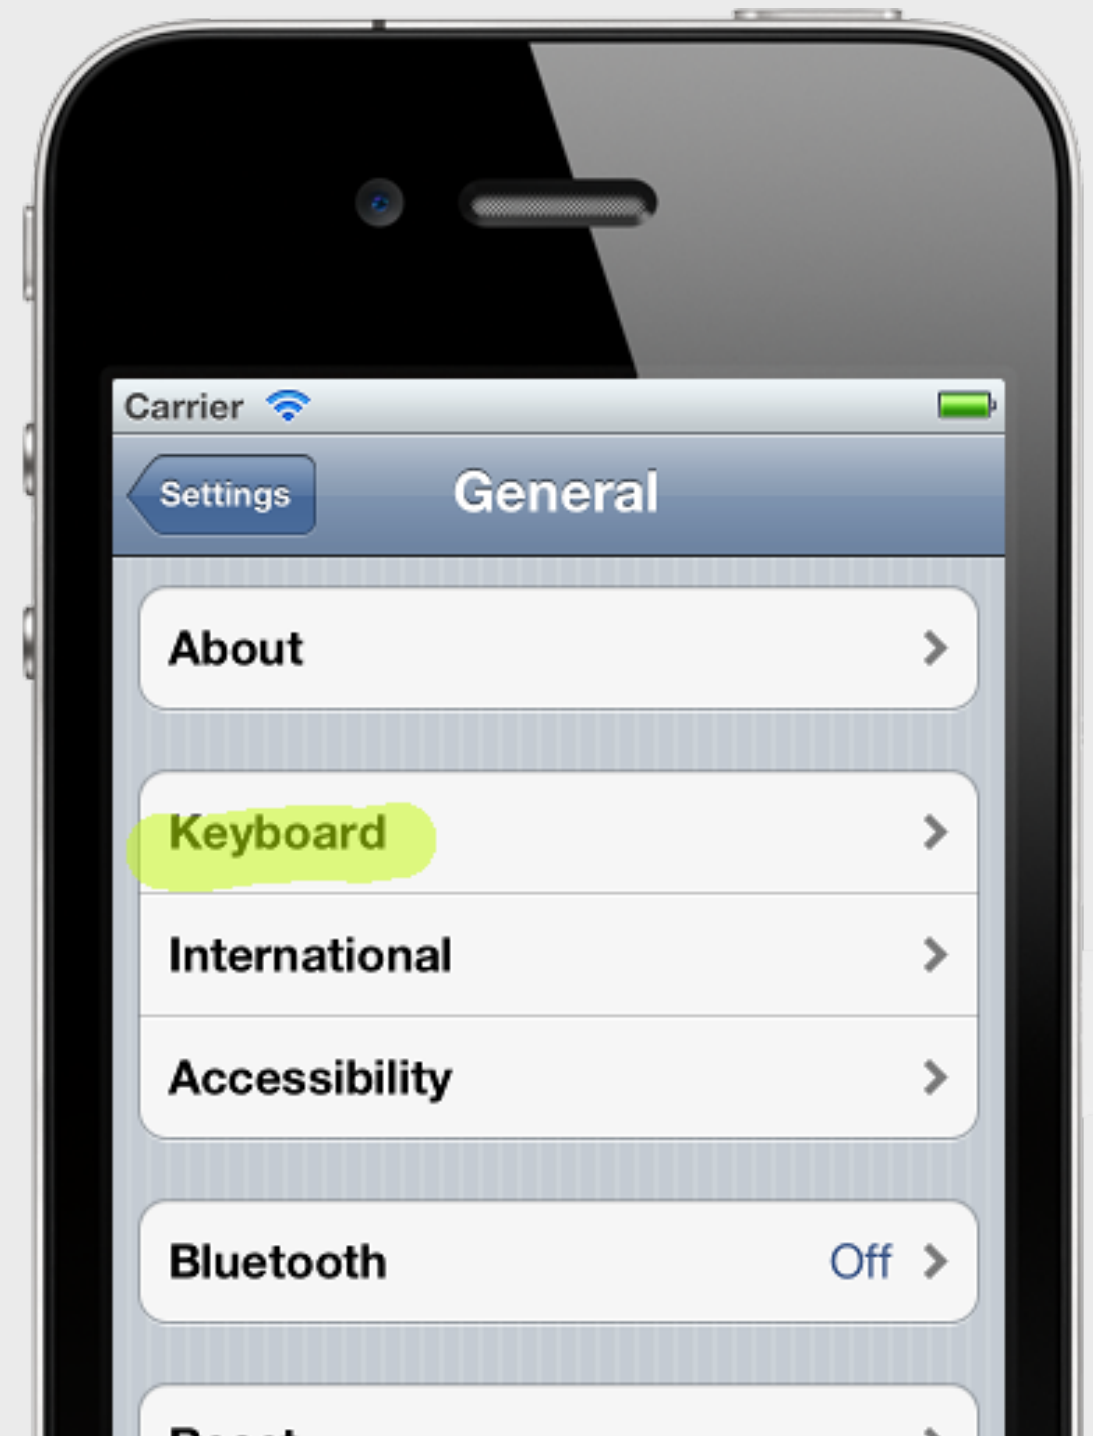 Carrier
Settings General
About
Keyboard
International
Accessibility
Bluetooth Off